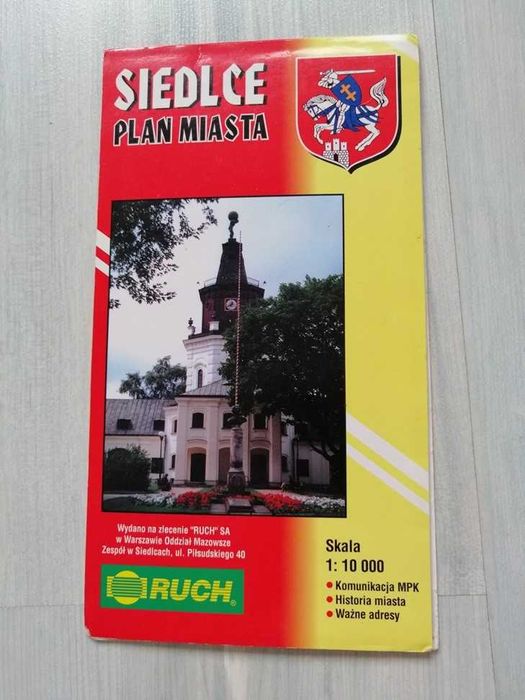 SIEDLCE
PLAN MIASTA
Wydano na zlecenie "RUCH" SA
w Warszawie Oddział Mazowsze
Zespół w Siedlcach, ul. Piłsudskiego 40
RUCH®
Skala
1: 10 000
• Komunikacja MPK
• Historia miasta
• Ważne adresy